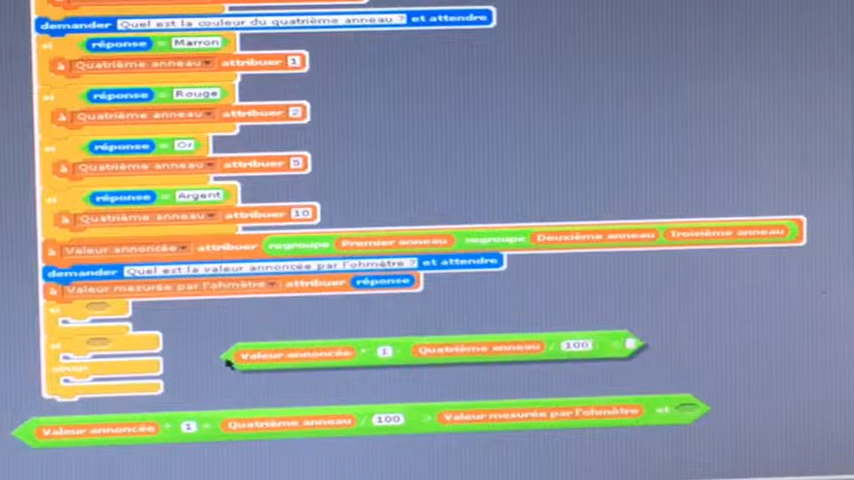 demander Quel est la couleur du quatrième anneau ? et attendre
si réponse = Marron
à Quatrième anneau attribuer 1
si réponse = Rouge
à Quatrième anneau attribuer 2
si réponse = Or
à Quatrième anneau attribuer 5
si réponse = Argent
à Quatrième anneau attribuer 10
à Valeur annoncée attribuer regroupe Premier anneau regroupe Deuxième anneau Troisième anneau
demander Quel est la valeur annoncée par l'ohmètre ? et attendre
à Valeur mesurée par l'ohmètre attribuer réponse
si
si
sinon
Valeur annoncée * 1 Quatrième anneau / 100
Valeur annoncée * 1 Quatrième anneau / 100 > Valeur mesurée par l'ohmètre et